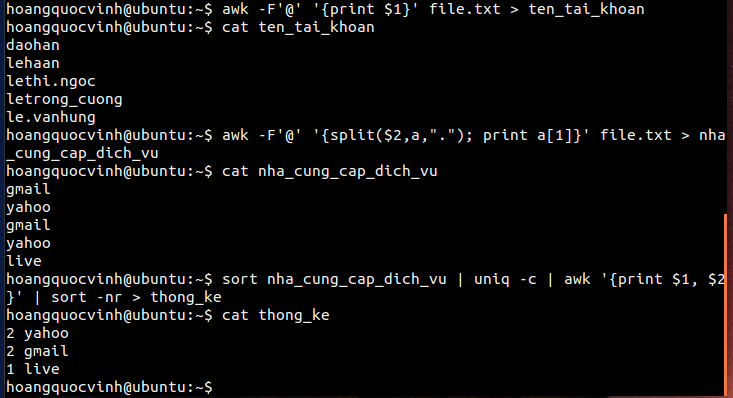 hoangquocvinh@ubuntu:~$ awk -F'@' '{print $1}' file.txt > ten_tai_khoan
hoangquocvinh@ubuntu:~$ cat ten_tai_khoan
daohan
lehaan
lethi.ngoc
letrong_cuong
le.vanhung
hoangquocvinh@ubuntu:~$ awk -F'@' '{split($2,a,"."); print a[1]}' file.txt > nha
_cung_cap_dich_vu
hoangquocvinh@ubuntu:~$ cat nha_cung_cap_dich_vu
gmail
yahoo
gmail
yahoo
live
hoangquocvinh@ubuntu:~$ sort nha_cung_cap_dich_vu | uniq -c | awk '{print $1, $2
}' | sort -nr > thong_ke
hoangquocvinh@ubuntu:~$ cat thong_ke
2 yahoo
2 gmail
1 live
hoangquocvinh@ubuntu:~$